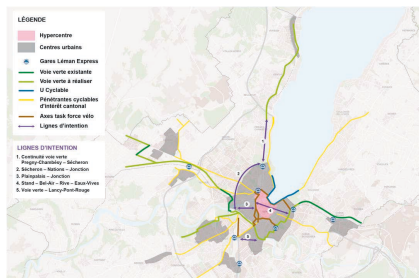 LÉGENDE
Hypercentre
Centres urbains
Gares Léman Express
Voie verte existante
Voie verte à réaliser
U Cyclable
Pénétrantes cyclables
d'intérêt cantonal
Axes task force vélo
Lignes d'intention
LIGNES D'INTENTION
1. Continuité voie verte
Pregny-Chambésy – Sécheron
2. Sécheron – Nations – Jonction
3. Plainpalais – Jonction
4. Stand – Bel-Air – Rive – Eaux-Vives
5. Voie verte – Lancy-Pont-Rouge